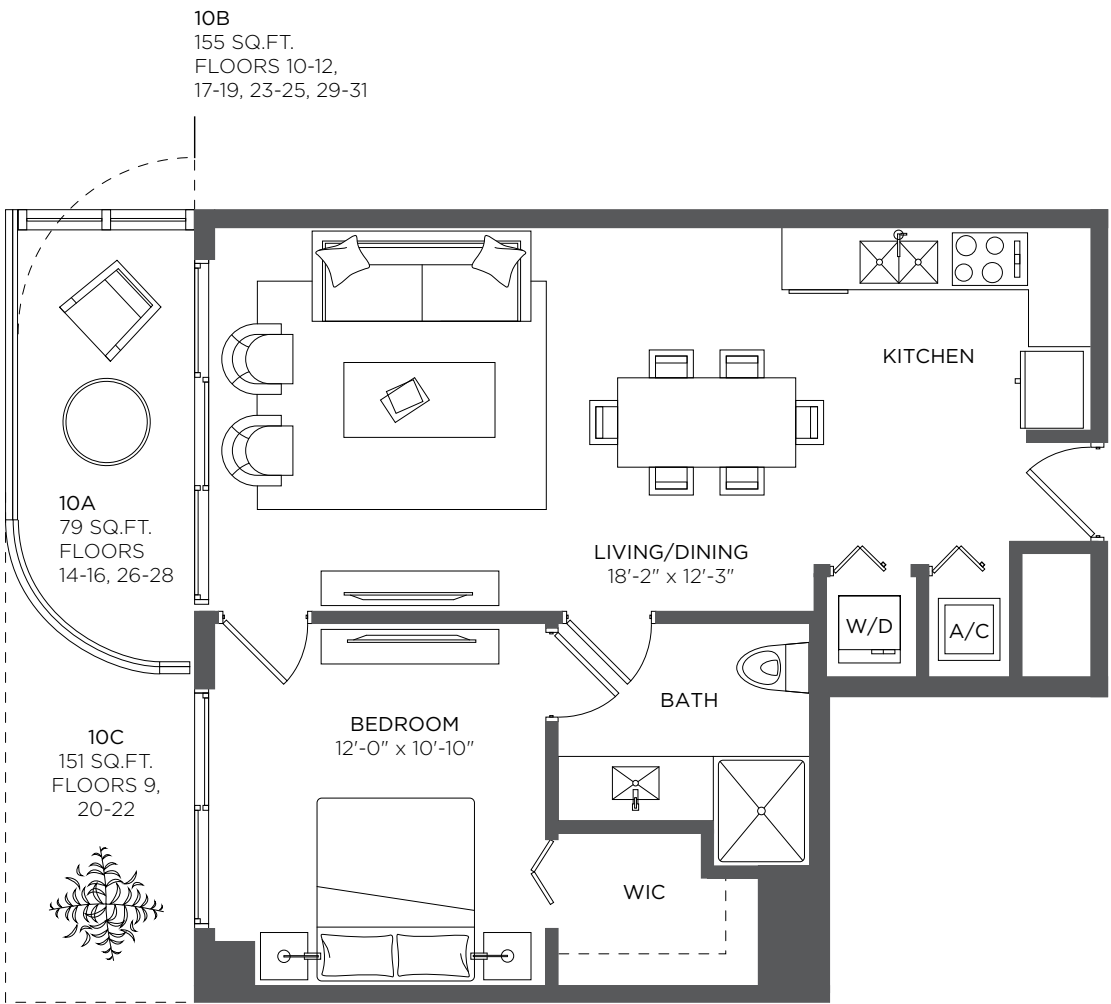 10B
155 SQ.FT.
FLOORS 10-12,
17-19, 23-25, 29-31
KITCHEN
10A
79 SQ.FT.
FLOORS
14-16, 26-28
LIVING/DINING
18'-2" x 12'-3"
W/D
A/C
BATH
BEDROOM
12'-0" x 10'-10"
10C
151 SQ.FT.
FLOORS 9,
20-22
WIC